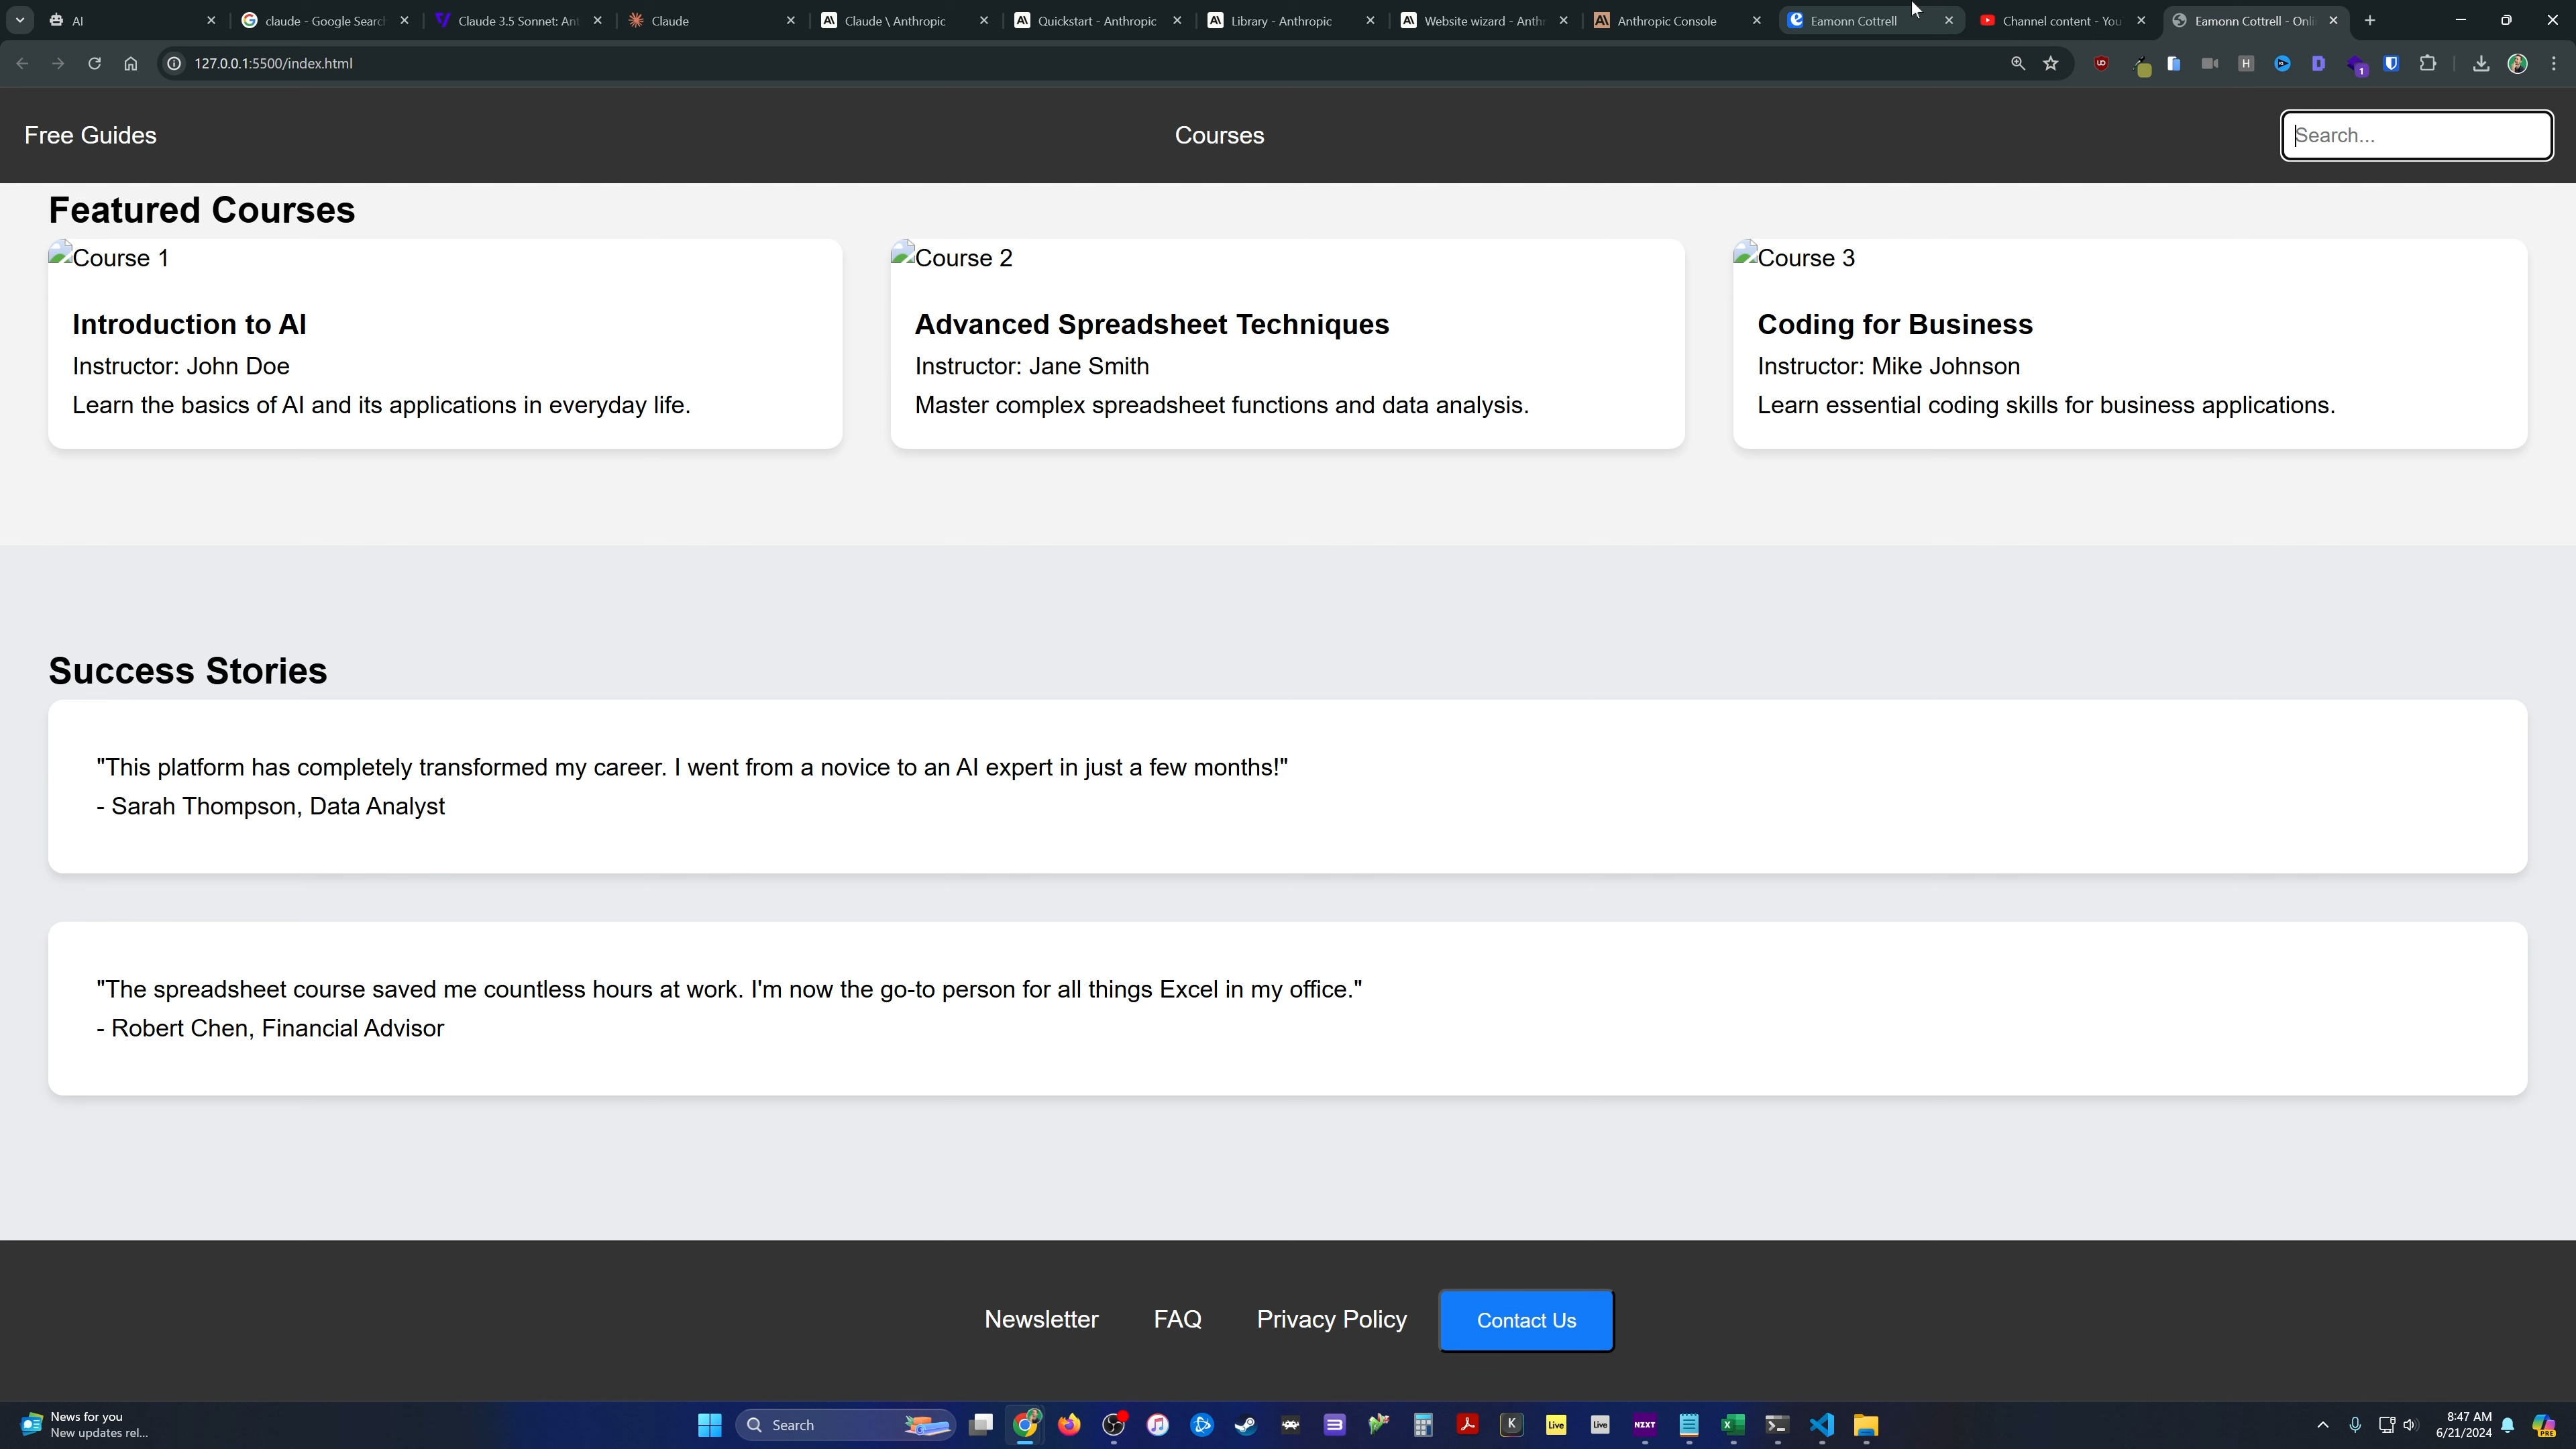 AI
claude - Google Search
Claude 3.5 Sonnet: Ant
Claude
Claude \ Anthropic
Quickstart - Anthropic
Library - Anthropic
Website wizard - Anthr
Anthropic Console
Eamonn Cottrell
Channel content - You
Eamonn Cottrell - Onli
127.0.0.1:5500/index.html
Free Guides
Courses
Search...
Featured Courses
Course 1
Introduction to AI
Instructor: John Doe
Learn the basics of AI and its applications in everyday life.
Course 2
Advanced Spreadsheet Techniques
Instructor: Jane Smith
Master complex spreadsheet functions and data analysis.
Course 3
Coding for Business
Instructor: Mike Johnson
Learn essential coding skills for business applications.
Success Stories
"This platform has completely transformed my career. I went from a novice to an AI expert in just a few months!"
- Sarah Thompson, Data Analyst
"The spreadsheet course saved me countless hours at work. I'm now the go-to person for all things Excel in my office."
- Robert Chen, Financial Advisor
Newsletter
FAQ
Privacy Policy
Contact Us
News for you
New updates rel...
Search
Live
Live
NZXT
8:47 AM
6/21/2024
PRE